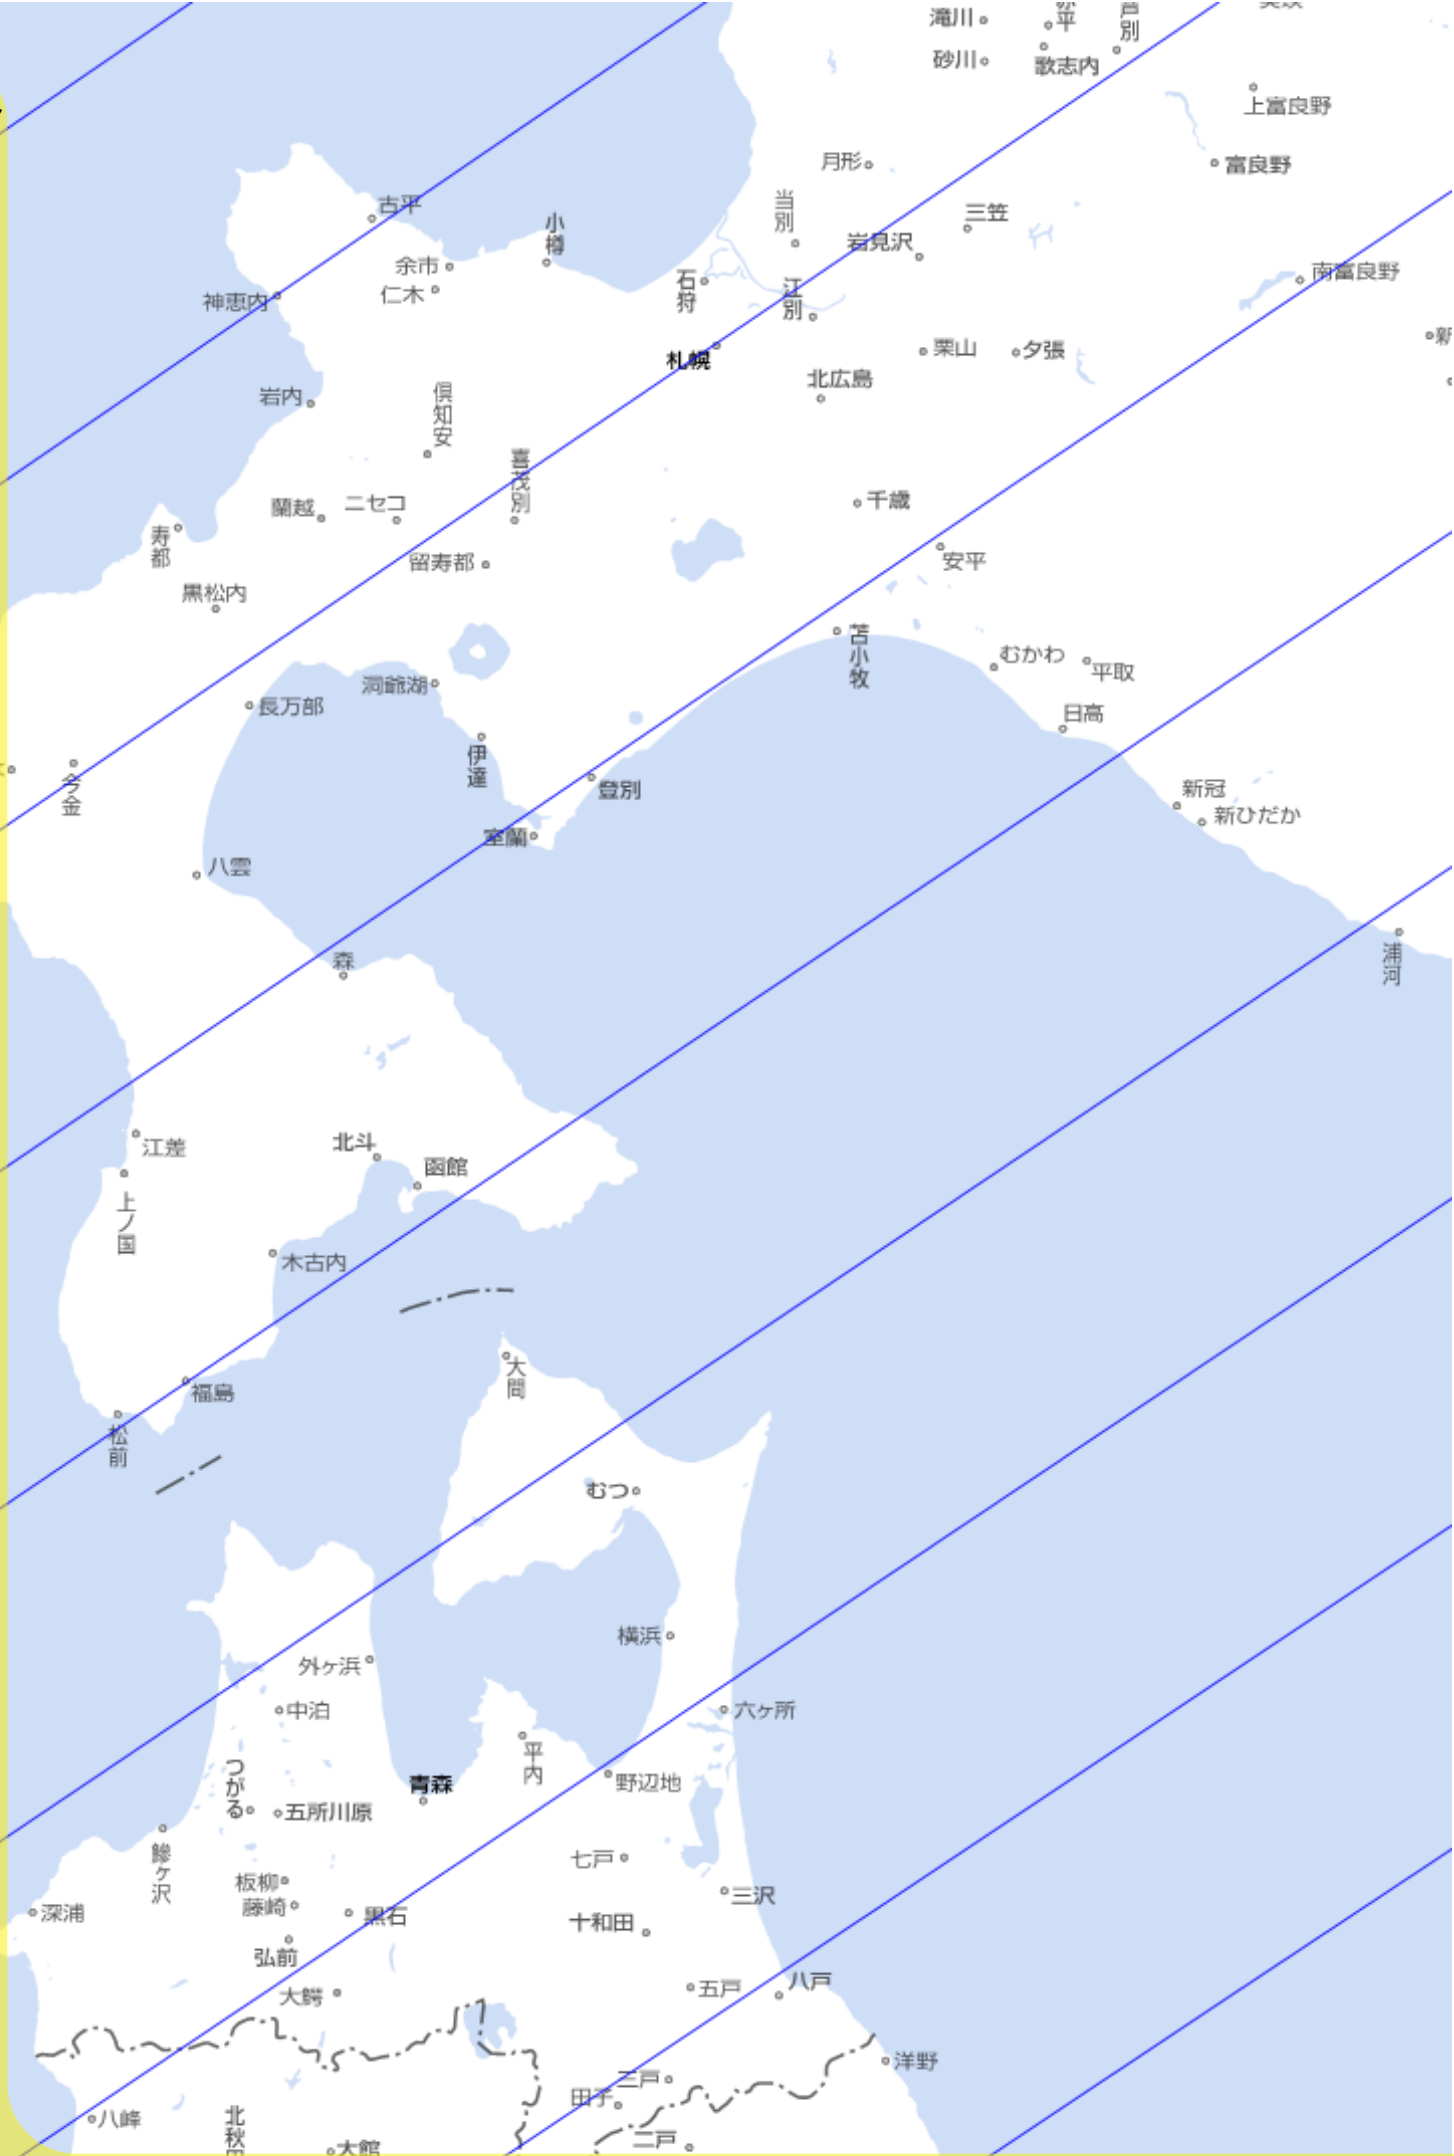 滝川
平
別
砂川
歌志内
上富良野
月形
富良野
当別
三笠
古平
小樽
岩見沢
余市
石狩
江別
南富良野
仁木
神恵内
新
札幌
栗山
夕張
北広島
岩内
倶知安
喜茂別
蘭越
ニセコ
千歳
寿都
留寿都
安平
黒松内
苫小牧
むかわ
平取
洞爺湖
長万部
日高
伊達
今金
登別
新冠
新ひだか
室蘭
八雲
森
浦河
江差
北斗
函館
上ノ国
木古内
大間
福島
松前
むつ
横浜
外ヶ浜
中泊
六ヶ所
平内
つがる
青森
野辺地
五所川原
鰺ヶ沢
七戸
板柳
藤崎
三沢
深浦
黒石
十和田
弘前
五戸
八戸
大鰐
洋野
三戸
田子
八峰
北秋田
二戸
大館